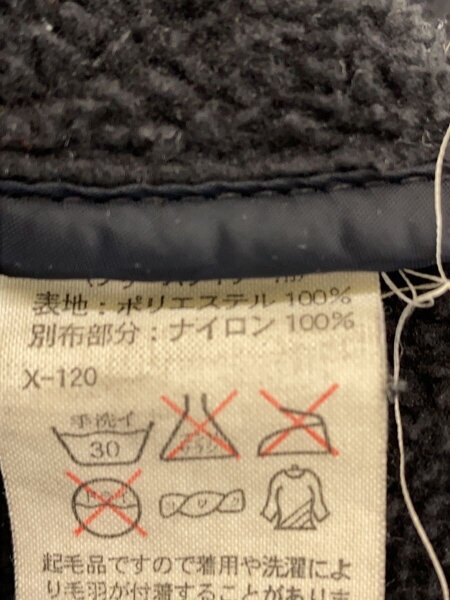 表地：ポリエステル 100%
別布部分：ナイロン 100%
X-120
手洗イ
30
起毛品ですので着用や洗濯によ
り毛羽が付着することがありま